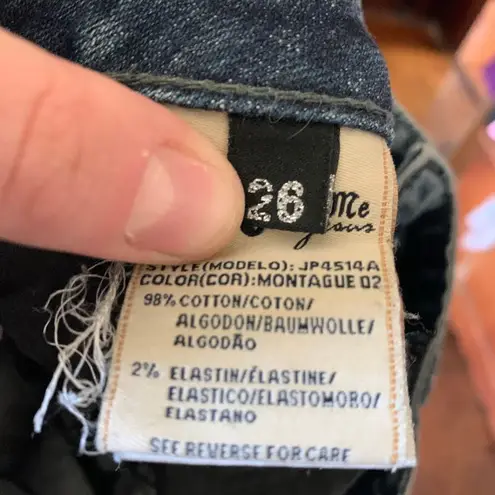 26
Me
STYLE(MODELO): JP4514A
COLOR(COR): MONTAGUE 02
98% COTTON/COTON/
ALGODON/BAUMWOLLE/
ALGODÃO
2% ELASTIN/ÉLASTINE/
ELASTICO/ELASTOMORO/
ELASTANO
SEE REVERSE FOR CARE